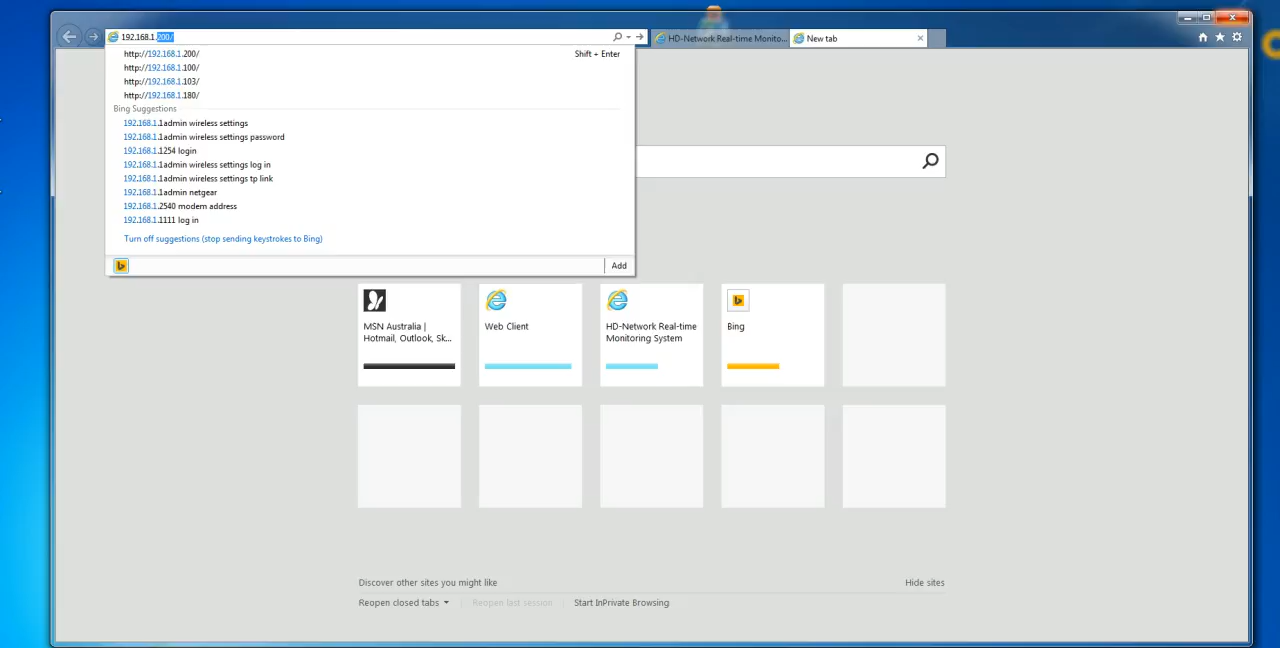 192.168.1.200/
HD-Network Real-time Monito...
New tab
http://192.168.1.200/
Shift + Enter
http://192.168.1.100/
http://192.168.1.103/
http://192.168.1.180/
Bing Suggestions
192.168.1.1admin wireless settings
192.168.1.1admin wireless settings password
192.168.1.1254 login
192.168.1.1admin wireless settings log in
192.168.1.1admin wireless settings tp link
192.168.1.1admin netgear
192.168.1.2540 modem address
192.168.1.1111 log in
Turn off suggestions (stop sending keystrokes to Bing)
Add
MSN Australia |
Hotmail, Outlook, Sk...
Web Client
HD-Network Real-time
Monitoring System
Bing
Discover other sites you might like
Hide sites
Reopen closed tabs
Reopen last session
Start InPrivate Browsing